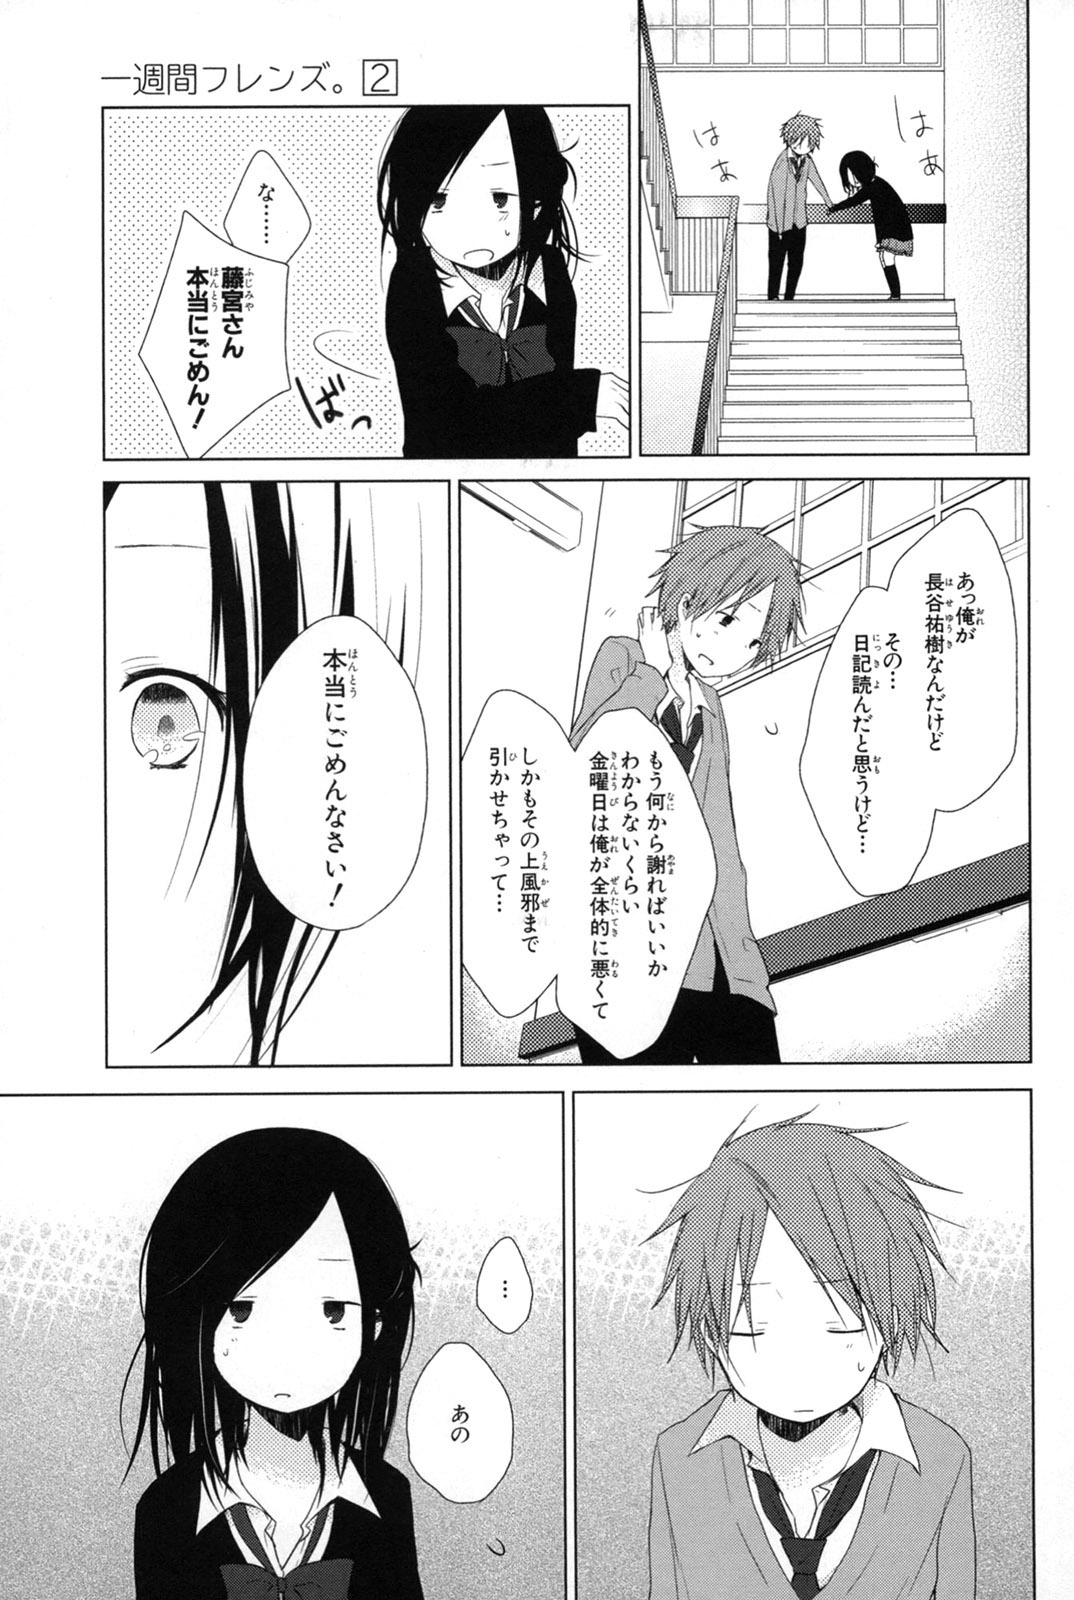 一週間フレンズ。2
はぁ
はぁ
な……
藤宮さん
本当にごめん！
ばっ
あっ俺が
長谷祐樹なんだけど
その…
日記読んだと思うけど…
もう何から謝ればいいか
わからないくらい
金曜日は俺が全体的に悪くて
しかもその上風邪まで
引かせちゃって…
本当にごめんなさい！
…
あの